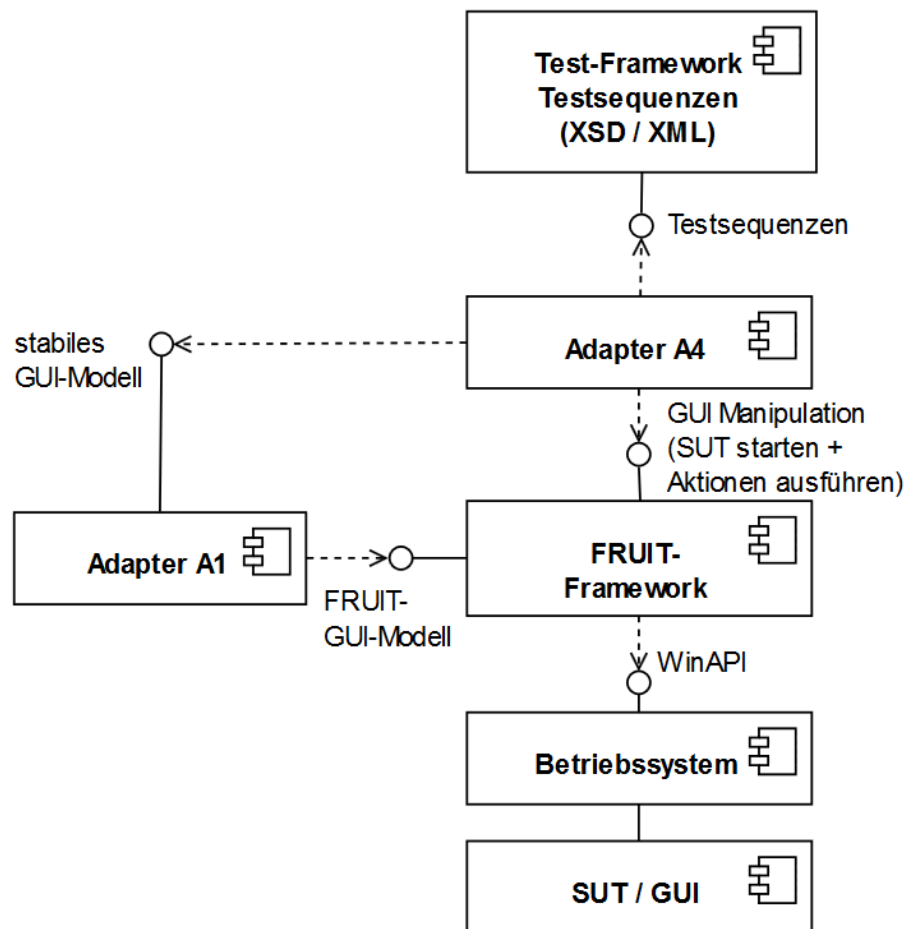 Test-Framework
Testsequenzen
(XSD / XML)
Testsequenzen
stabiles
GUI-Modell
Adapter A4
GUI Manipulation
(SUT starten +
Aktionen ausführen)
Adapter A1
FRUIT-
GUI-Modell
FRUIT-
Framework
WinAPI
Betriebssystem
SUT / GUI